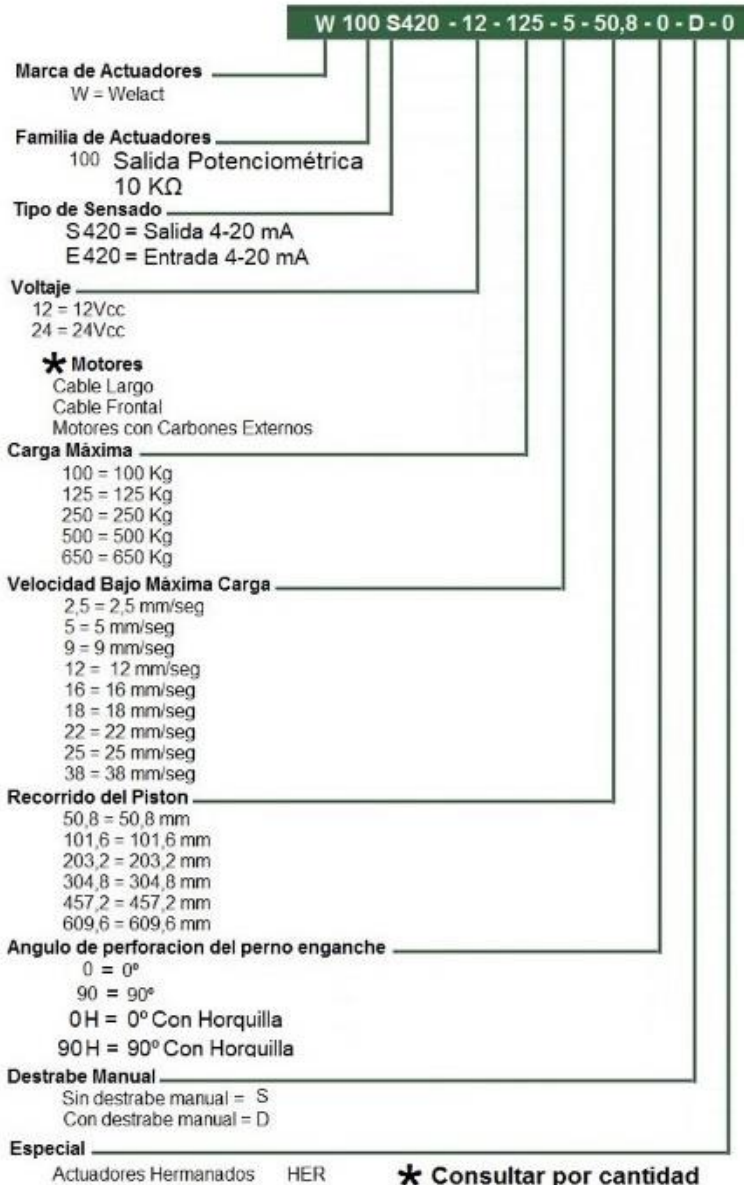 W 100 S420 - 12 - 125 - 5 - 50,8 - 0 - D - 0
Marca de Actuadores
W = Welact
Familia de Actuadores
100 Salida Potenciométrica
10 KΩ
Tipo de Sensado
S420 = Salida 4-20 mA
E420 = Entrada 4-20 mA
Voltaje
12 = 12Vcc
24 = 24Vcc
* Motores
Cable Largo
Cable Frontal
Motores con Carbones Externos
Carga Máxima
100 = 100 Kg
125 = 125 Kg
250 = 250 Kg
500 = 500 Kg
650 = 650 Kg
Velocidad Bajo Máxima Carga
2,5 = 2,5 mm/seg
5 = 5 mm/seg
9 = 9 mm/seg
12 = 12 mm/seg
16 = 16 mm/seg
18 = 18 mm/seg
22 = 22 mm/seg
25 = 25 mm/seg
38 = 38 mm/seg
Recorrido del Piston
50,8 = 50,8 mm
101,6 = 101,6 mm
203,2 = 203,2 mm
304,8 = 304,8 mm
457,2 = 457,2 mm
609,6 = 609,6 mm
Angulo de perforacion del perno enganche
0 = 0º
90 = 90º
0H = 0º Con Horquilla
90H = 90º Con Horquilla
Destrabe Manual
Sin destrabe manual = S
Con destrabe manual = D
Especial
Actuadores Hermanados HER * Consultar por cantidad